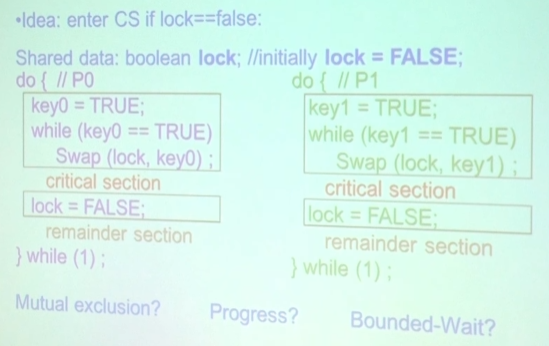 •Idea: enter CS if lock==false:
Shared data: boolean lock; //initially lock = FALSE;
do { // P0
key0 = TRUE;
while (key0 == TRUE)
Swap (lock, key0) ;
critical section
lock = FALSE;
remainder section
} while (1) ;
do { // P1
key1 = TRUE;
while (key1 == TRUE)
Swap (lock, key1) ;
critical section
lock = FALSE;
remainder section
} while (1) ;
Mutual exclusion?
Progress?
Bounded-Wait?